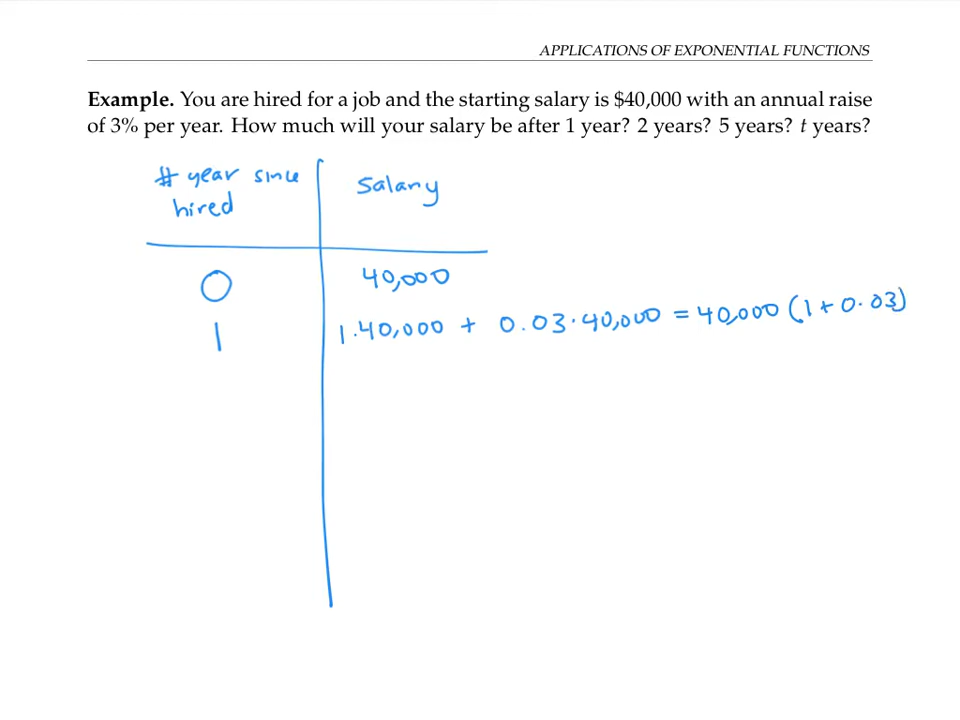 APPLICATIONS OF EXPONENTIAL FUNCTIONS
Example. You are hired for a job and the starting salary is $40,000 with an annual raise
of 3% per year. How much will your salary be after 1 year? 2 years? 5 years? t years?
# year since
hired
Salary
0
40,000
1
1.40,000 + 0.03·40,000 = 40,000 (1 + 0.03)